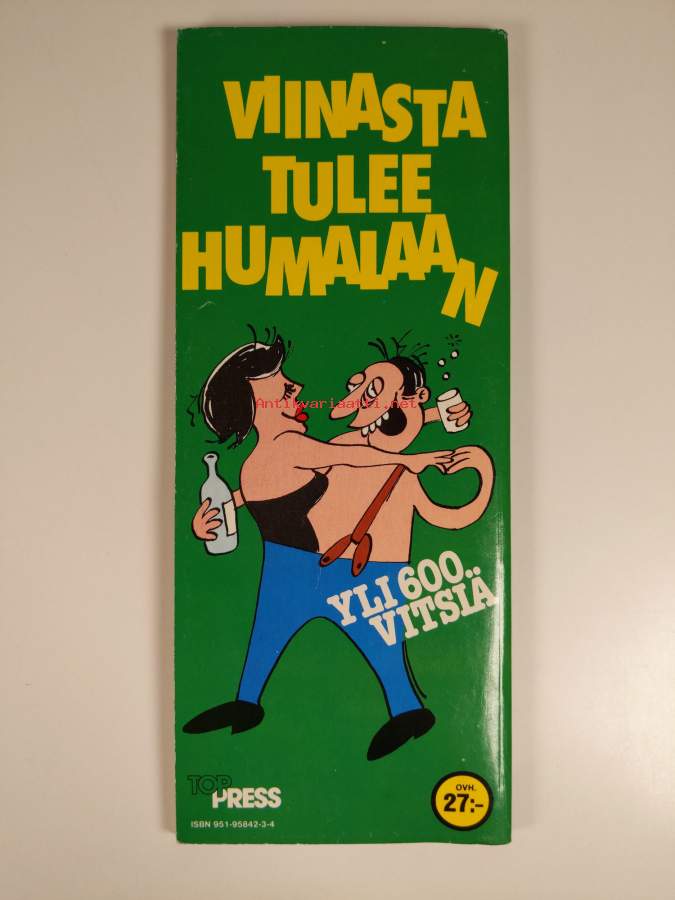 VIINASTA
TULEE
HUMALAAN
Antikvariaatti.net
YLI 600
VITSIÄ
TOP
PRESS
ISBN 951-95842-3-4
OVH.
27:-